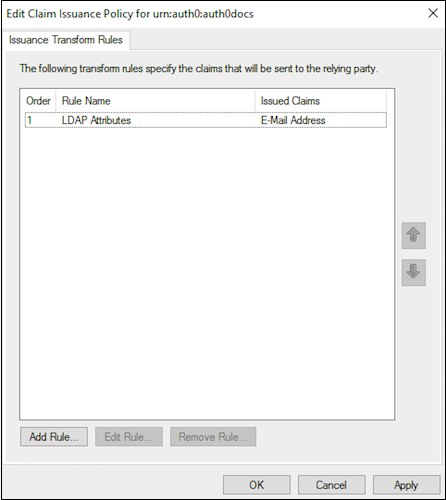 Edit Claim Issuance Policy for urn:auth0:auth0docs
Issuance Transform Rules
The following transform rules specify the claims that will be sent to the relying party.
Order Rule Name Issued Claims
1 LDAP Attributes E-Mail Address
Add Rule... Edit Rule... Remove Rule...
OK Cancel Apply